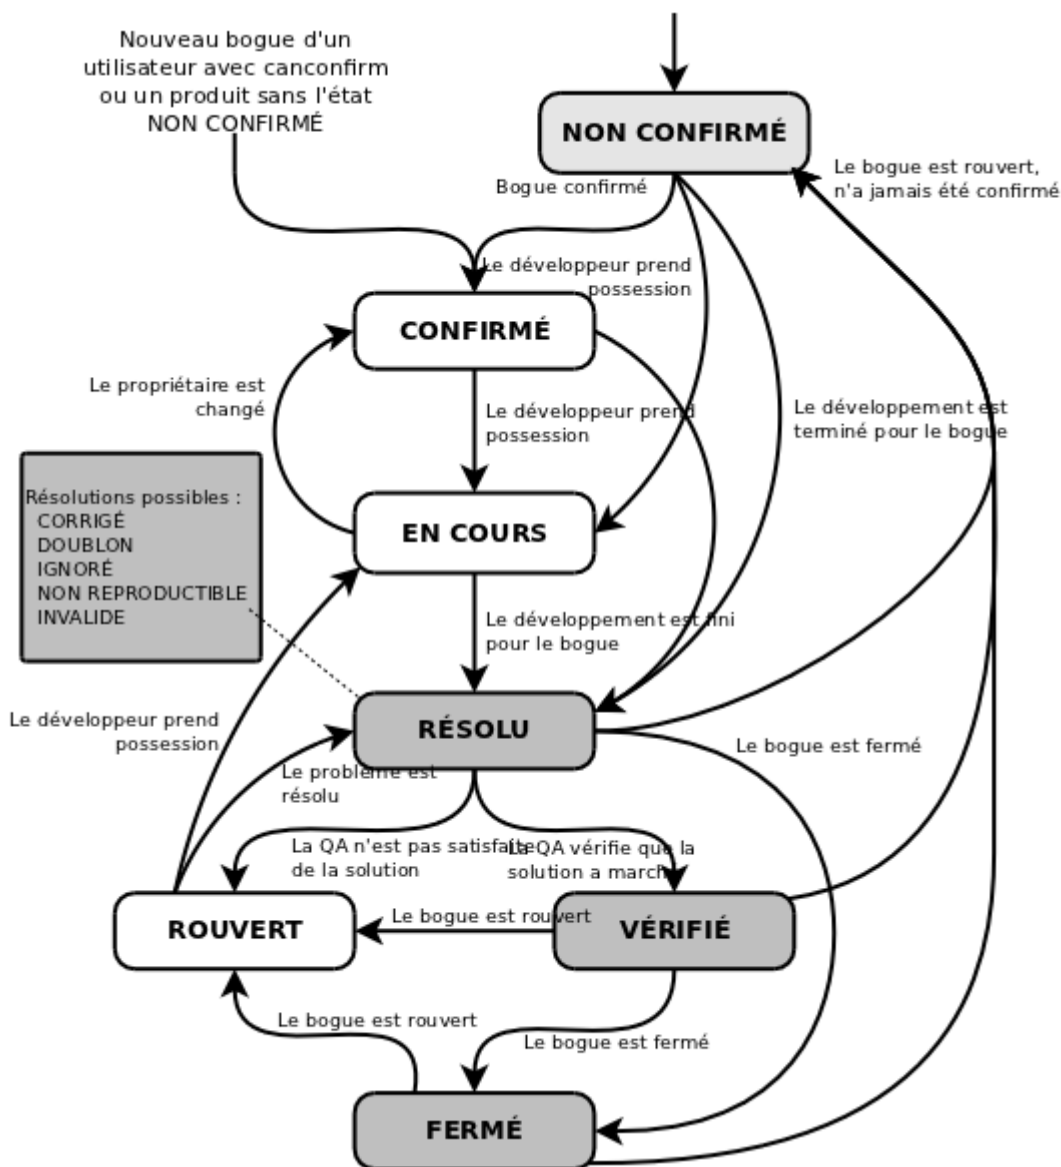 Nouveau bogue d'un
utilisateur avec canconfirm
ou un produit sans l'état
NON CONFIRMÉ
NON CONFIRMÉ
Le bogue est rouvert,
n'a jamais été confirmé
Bogue confirmé
Le développeur prend
possession
CONFIRMÉ
Le propriétaire est
changé
Le développeur prend
possession
Le développement est
terminé pour le bogue
Résolutions possibles :
CORRIGÉ
DOUBLON
IGNORÉ
NON REPRODUCTIBLE
INVALIDE
EN COURS
Le développement est fini
pour le bogue
Le développeur prend
possession
RÉSOLU
Le bogue est fermé
Le problème est
résolu
La QA n'est pas satisfaite
de la solution
La QA vérifie que la
solution a marché
ROUVERT
Le bogue est rouvert
VÉRIFIÉ
Le bogue est rouvert
Le bogue est fermé
FERMÉ